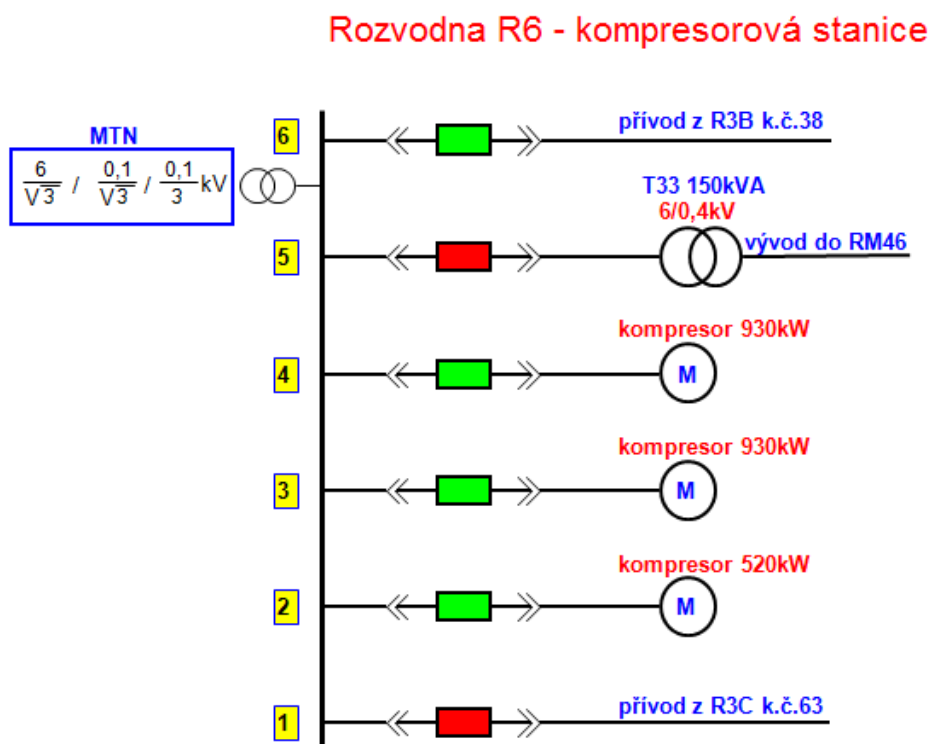 Rozvodna R6 - kompresorová stanice
MTN
6/√3 / 0,1/√3 / 0,1/3 kV
6
přívod z R3B k.č.38
T33 150kVA
6/0,4kV
5
vývod do RM46
kompresor 930kW
4
M
kompresor 930kW
3
M
kompresor 520kW
2
M
přívod z R3C k.č.63
1